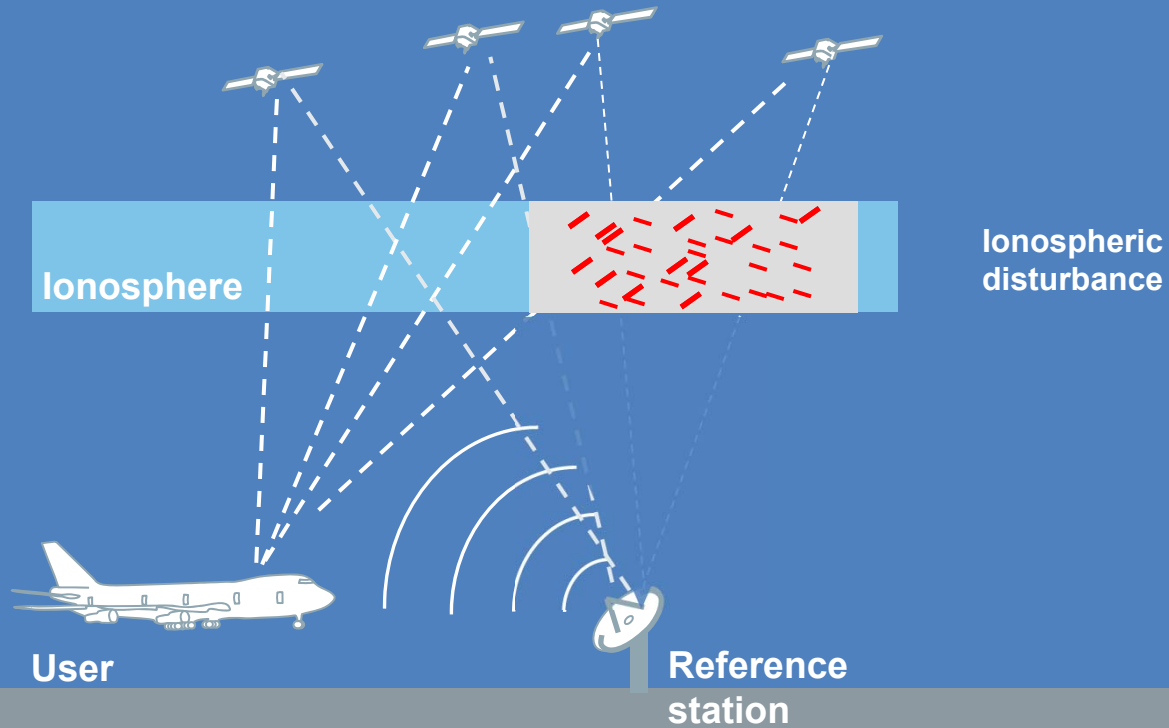 Ionospheric
disturbance
Ionosphere
User
Reference
station